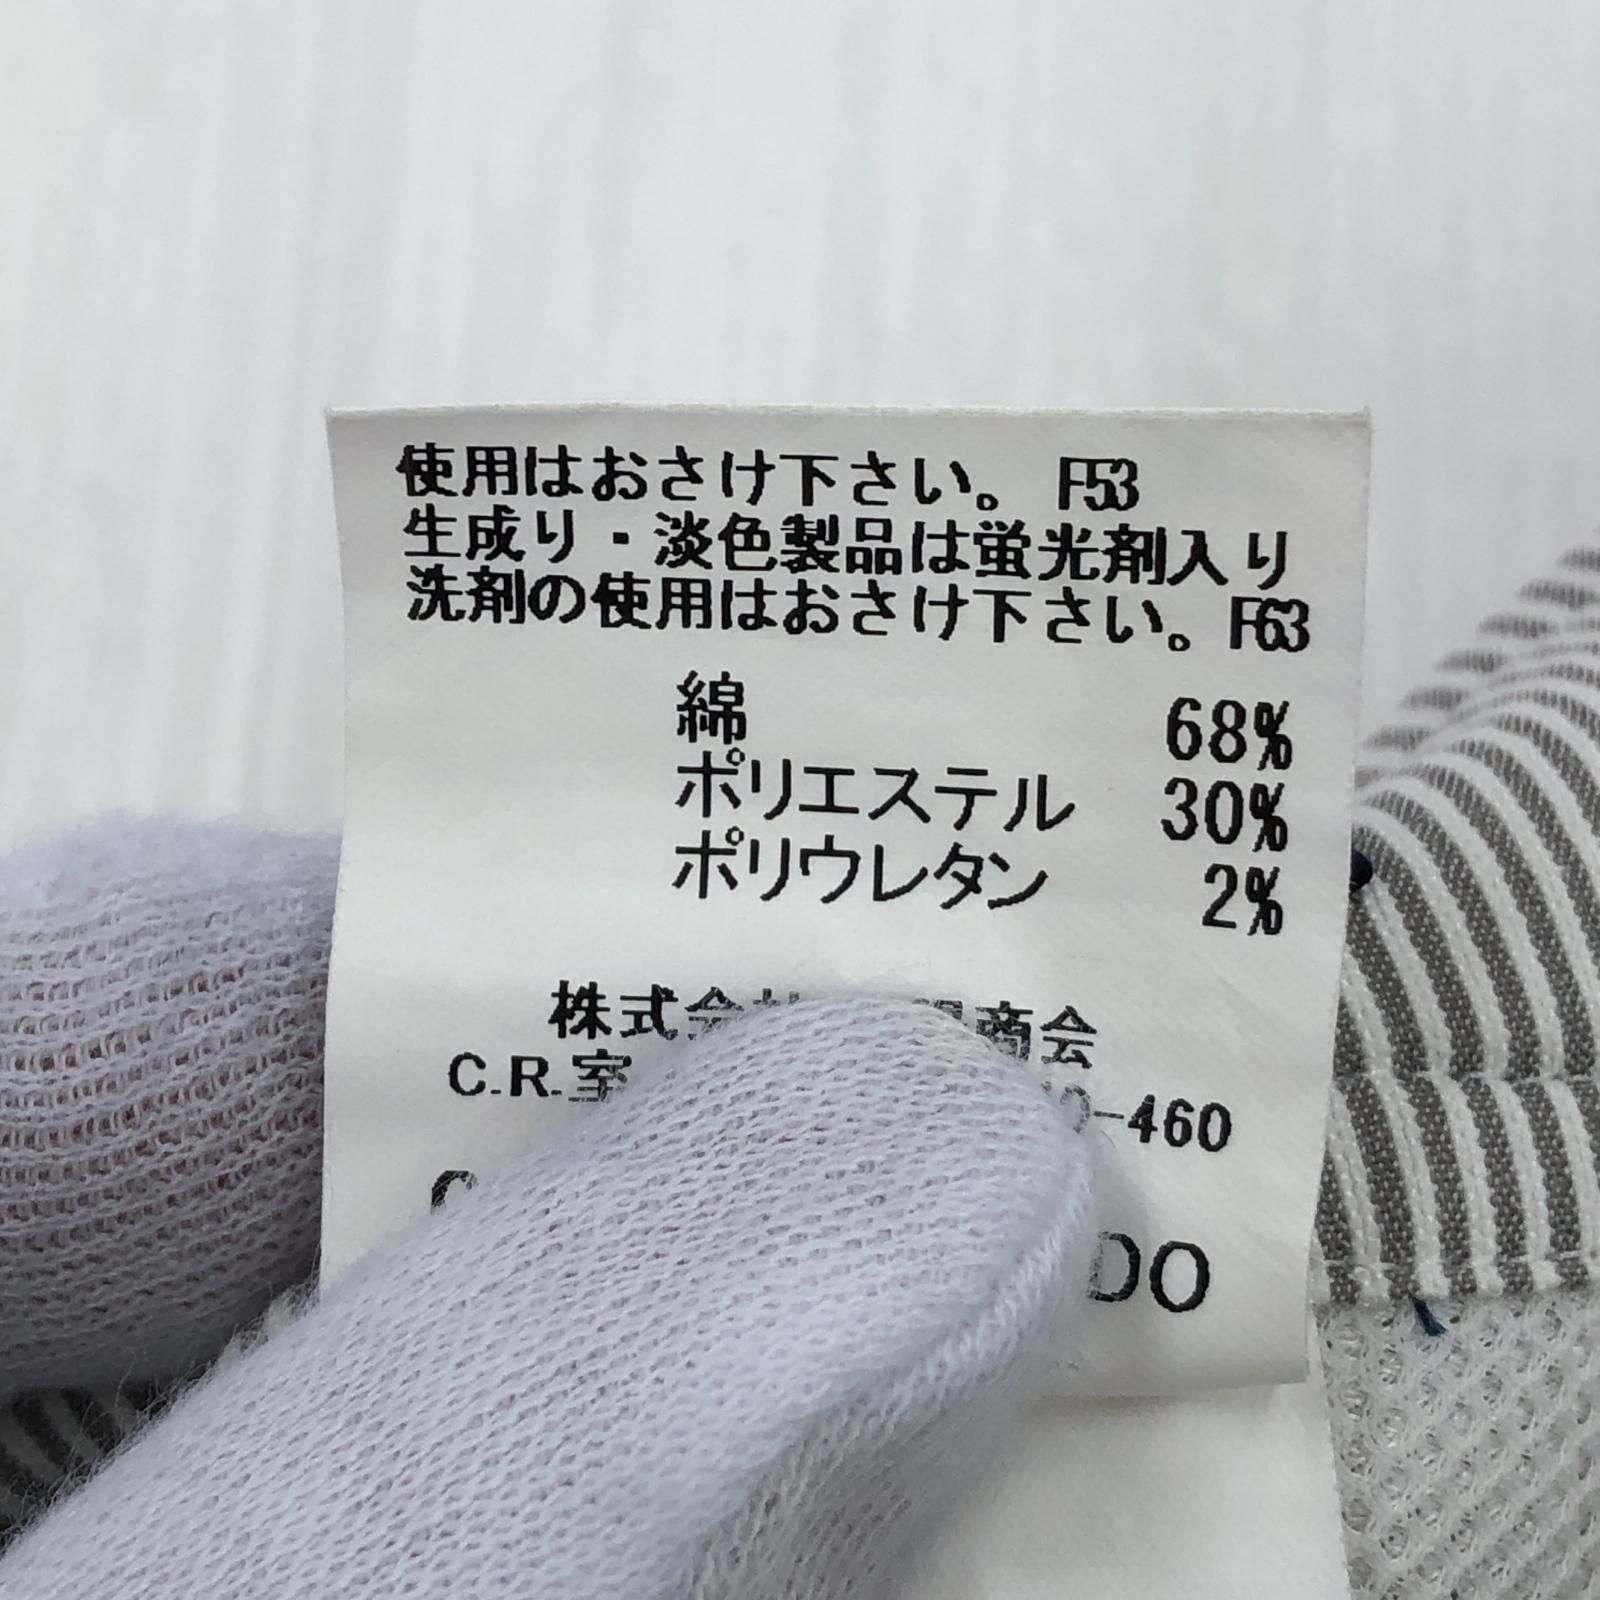 使用はおさけ下さい。 F53
生成り・淡色製品は蛍光剤入り
洗剤の使用はおさけ下さい。F63
綿 68%
ポリエステル 30%
ポリウレタン 2%
株式会社 商会
C.R.室 -460
DO